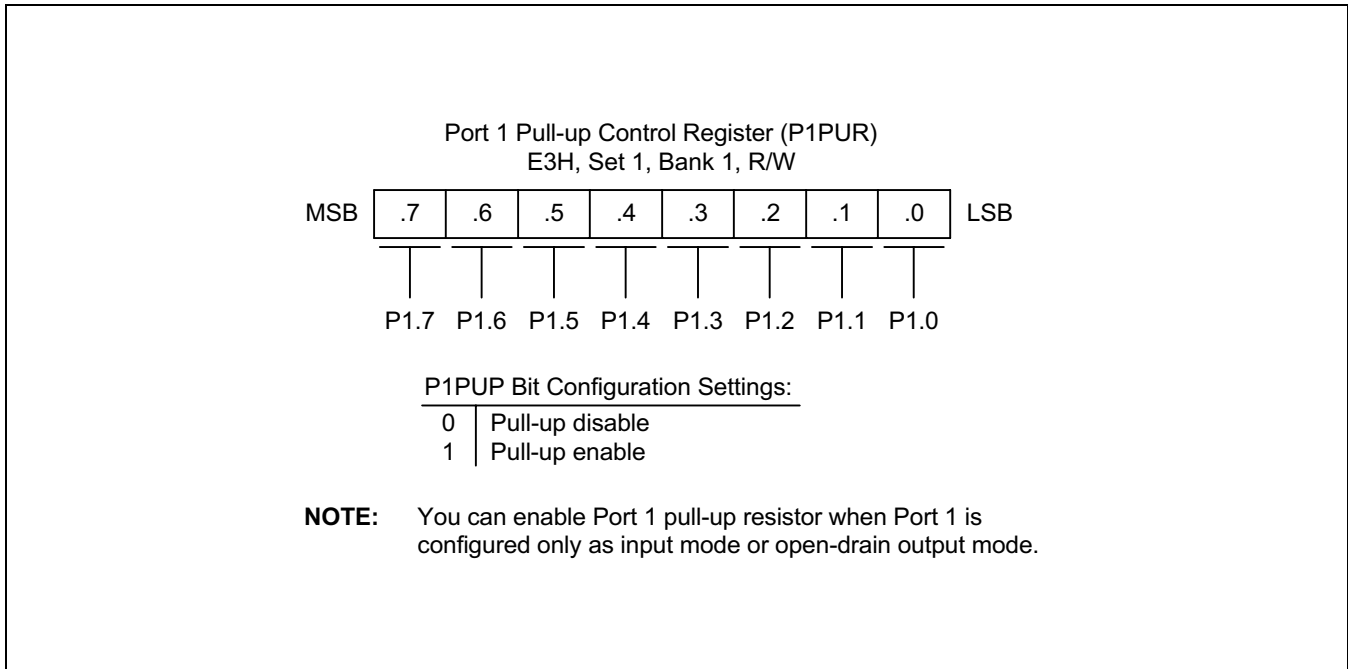 Port 1 Pull-up Control Register (P1PUR)
E3H, Set 1, Bank 1, R/W
MSB .7 .6 .5 .4 .3 .2 .1 .0 LSB
P1.7 P1.6 P1.5 P1.4 P1.3 P1.2 P1.1 P1.0
P1PUP Bit Configuration Settings:
0 Pull-up disable
1 Pull-up enable
NOTE: You can enable Port 1 pull-up resistor when Port 1 is
configured only as input mode or open-drain output mode.